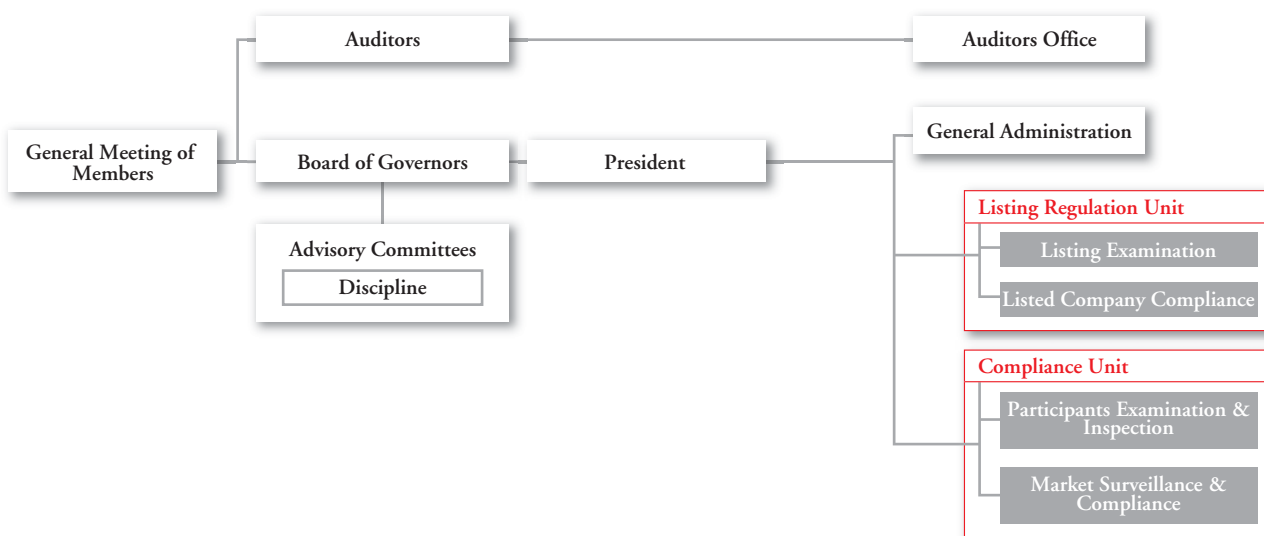 Auditors
Auditors Office
General Meeting of
Members
Board of Governors
President
General Administration
Advisory Committees
Discipline
Listing Regulation Unit
Listing Examination
Listed Company Compliance
Compliance Unit
Participants Examination &
Inspection
Market Surveillance &
Compliance